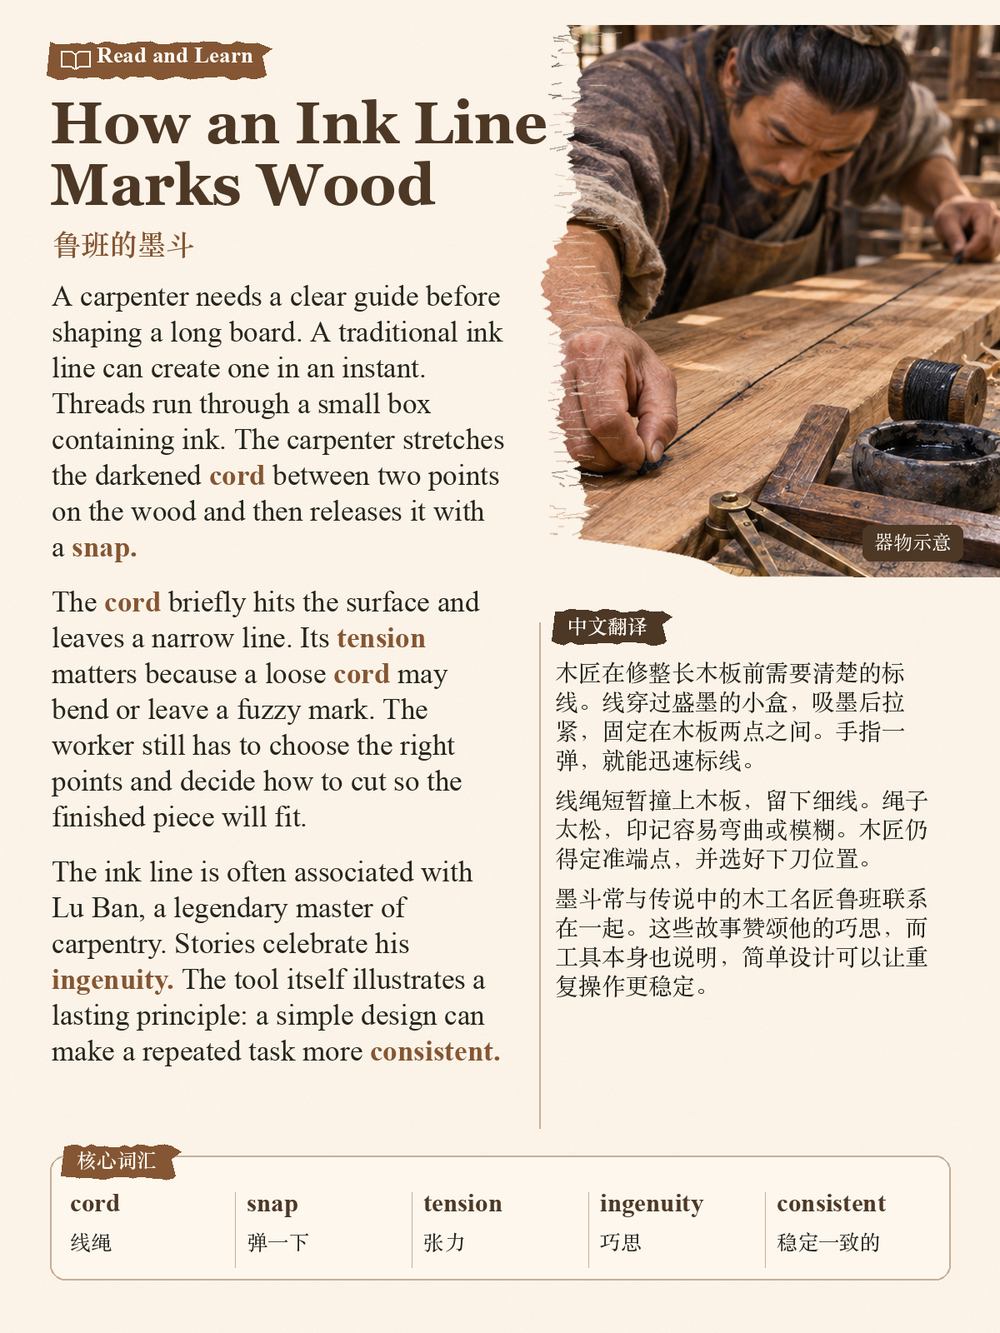 Read and Learn
How an Ink Line
Marks Wood
鲁班的墨斗
A carpenter needs a clear guide before
shaping a long board. A traditional ink
line can create one in an instant.
Threads run through a small box
containing ink. The carpenter stretches
the darkened cord between two points
on the wood and then releases it with
a snap.
The cord briefly hits the surface and
leaves a narrow line. Its tension
matters because a loose cord may
bend or leave a fuzzy mark. The
worker still has to choose the right
points and decide how to cut so the
finished piece will fit.
The ink line is often associated with
Lu Ban, a legendary master of
carpentry. Stories celebrate his
ingenuity. The tool itself illustrates a
lasting principle: a simple design can
make a repeated task more consistent.
器物示意
中文翻译
木匠在修整长木板前需要清楚的标
线。线穿过盛墨的小盒，吸墨后拉
紧，固定在木板两点之间。手指一
弹，就能迅速标线。
线绳短暂撞上木板，留下细线。绳子
太松，印记容易弯曲或模糊。木匠仍
得定准端点，并选好下刀位置。
墨斗常与传说中的木工名匠鲁班联系
在一起。这些故事赞颂他的巧思，而
工具本身也说明，简单设计可以让重
复操作更稳定。
核心词汇
cord
线绳
snap
弹一下
tension
张力
ingenuity
巧思
consistent
稳定一致的